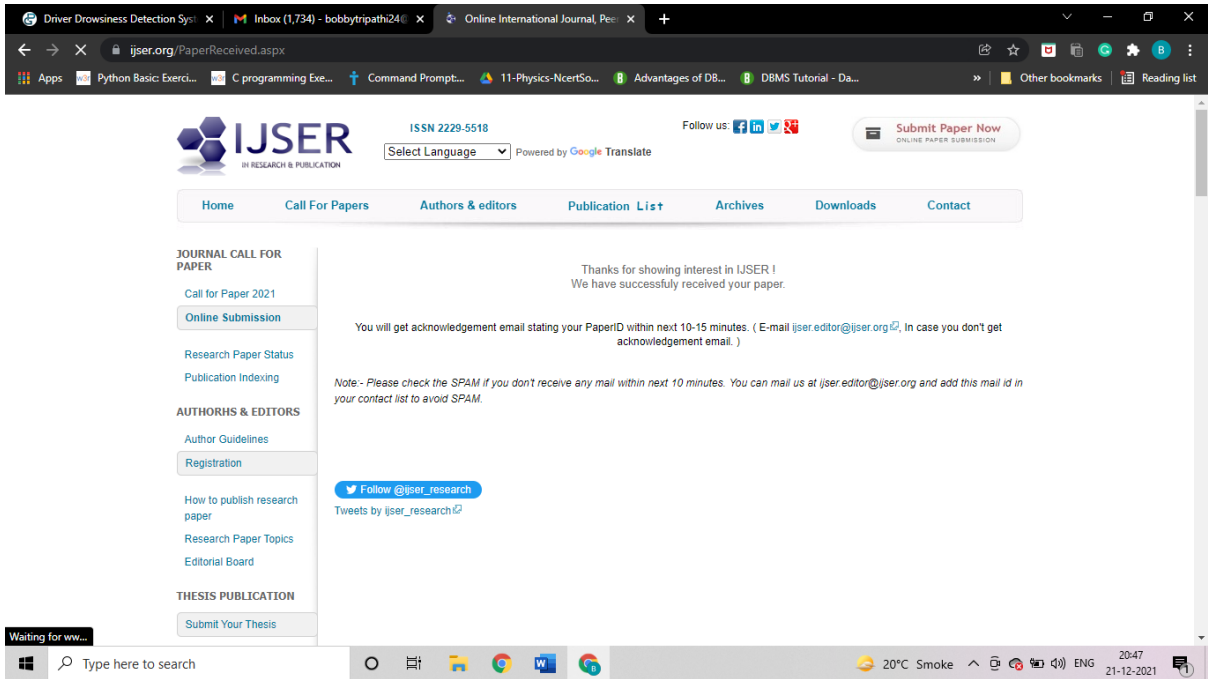 Driver Drowsiness Detection Syst
Inbox (1,734) - bobbytripathi24@
Online International Journal, Pee
ijser.org/PaperReceived.aspx
B
Apps
Python Basic: Exerci...
C programming Exe...
Command Prompt:...
11-Physics-NcertSo...
Advantages of DB...
DBMS Tutorial - Da...
»
Other bookmarks
Reading list
IJSER
IN RESEARCH & PUBLICATION
ISSN 2229-5518
Select Language
Powered by Google Translate
Follow us:
Submit Paper Now
ONLINE PAPER SUBMISSION
Home Call For Papers Authors & editors Publication List Archives Downloads Contact
JOURNAL CALL FOR
PAPER
Call for Paper 2021
Online Submission
Research Paper Status
Publication Indexing
AUTHORHS & EDITORS
Author Guidelines
Registration
How to publish research
paper
Research Paper Topics
Editorial Board
THESIS PUBLICATION
Submit Your Thesis
Thanks for showing interest in IJSER !
We have successfuly received your paper.
You will get acknowledgement email stating your PaperID within next 10-15 minutes. ( E-mail ijser.editor@ijser.org, In case you don't get
acknowledgement email. )
Note:- Please check the SPAM if you don't receive any mail within next 10 minutes. You can mail us at ijser.editor@ijser.org and add this mail id in
your contact list to avoid SPAM.
Follow @ijser_research
Tweets by ijser_research
Waiting for ww...
Type here to search
20°C Smoke
ENG
20:47
21-12-2021
1